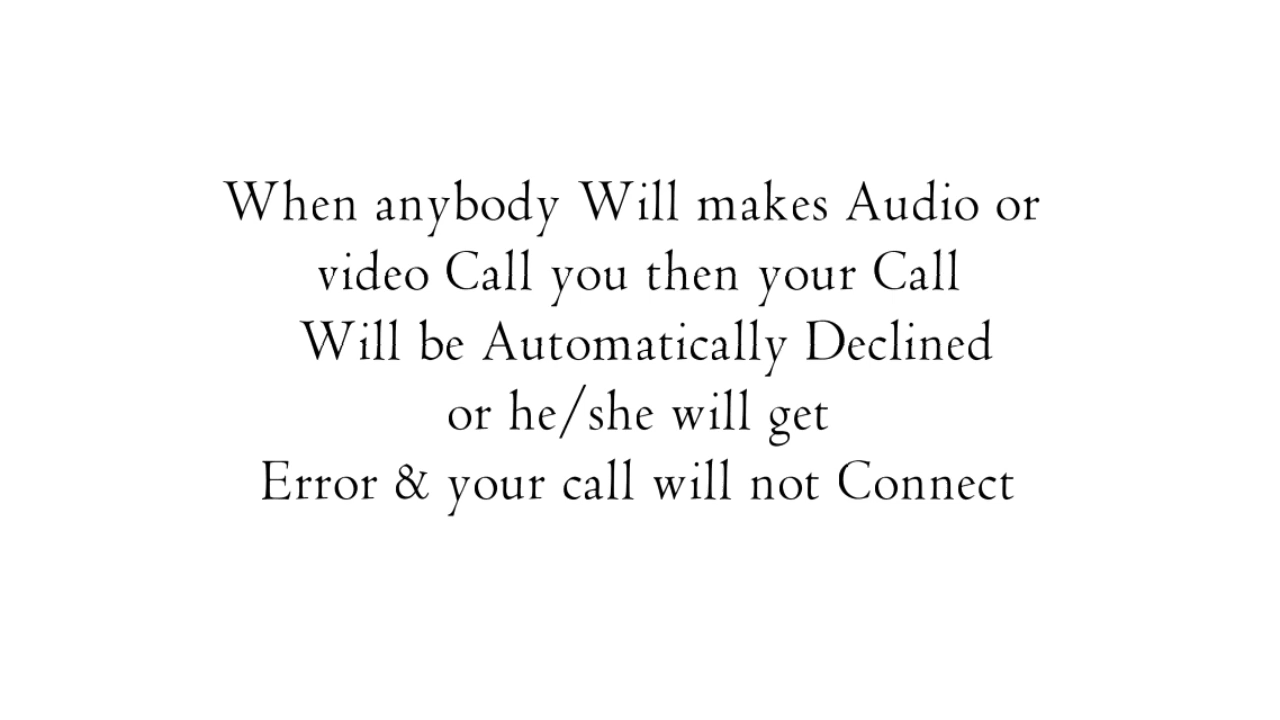 When anybody Will makes Audio or
video Call you then your Call
Will be Automatically Declined
or he/she will get
Error & your call will not Connect